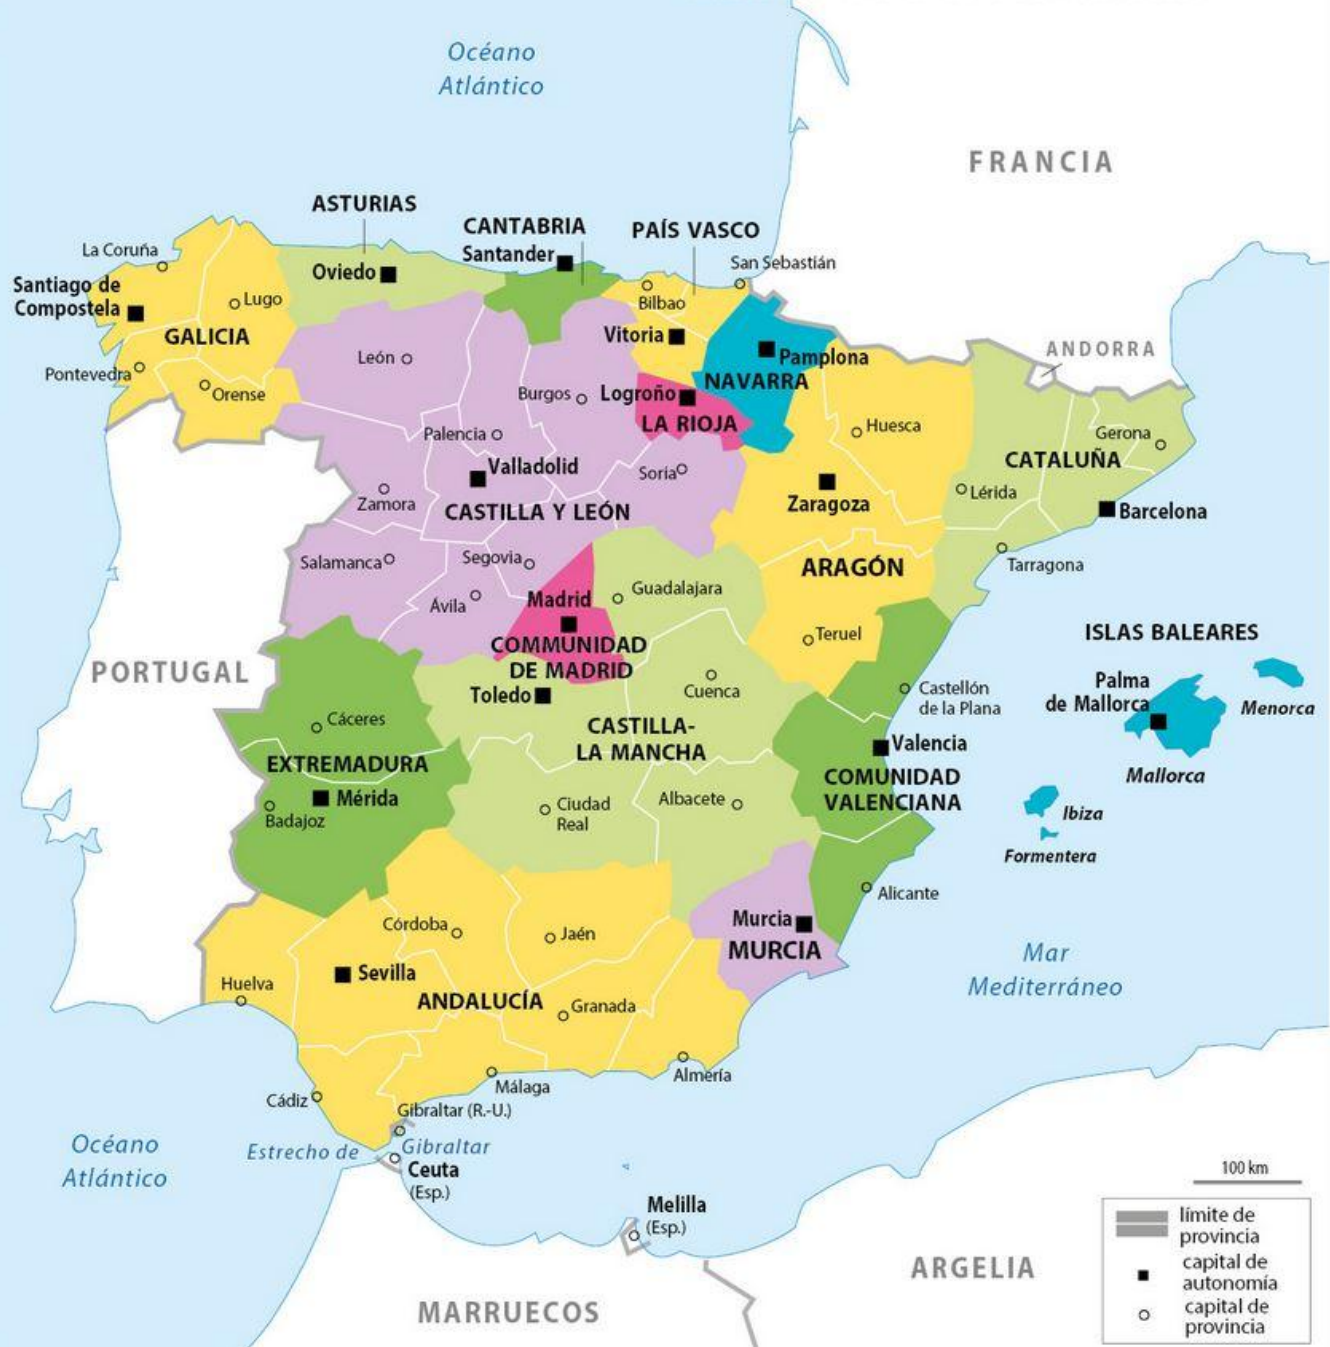 Océano
Atlántico
FRANCIA
ASTURIAS
CANTABRIA
PAÍS VASCO
La Coruña
Oviedo
Santander
San Sebastián
Santiago de
Compostela
Lugo
Bilbao
GALICIA
Vitoria
Pamplona
ANDORRA
León
NAVARRA
Pontevedra
Orense
Burgos
Logroño
LA RIOJA
Huesca
Gerona
Palencia
CATALUÑA
Valladolid
Soria
Zaragoza
Lérida
Zamora
CASTILLA Y LEÓN
Barcelona
Salamanca
Segovia
ARAGÓN
Tarragona
Ávila
Madrid
Guadalajara
COMMUNIDAD
DE MADRID
Teruel
ISLAS BALEARES
PORTUGAL
Toledo
Cuenca
Castellón
de la Plana
Palma
de Mallorca
Menorca
Cáceres
CASTILLA-
LA MANCHA
Valencia
EXTREMADURA
COMUNIDAD
VALENCIANA
Mallorca
Mérida
Badajoz
Ciudad
Real
Albacete
Ibiza
Formentera
Alicante
Córdoba
Jaén
Murcia
MURCIA
Mar
Mediterráneo
Huelva
Sevilla
ANDALUCÍA
Granada
Cádiz
Málaga
Almería
Gibraltar (R.-U.)
Océano
Atlántico
Estrecho de
Gibraltar
Ceuta
(Esp.)
Melilla
(Esp.)
MARRUECOS
ARGELIA
100 km
límite de
provincia
capital de
autonomía
capital de
provincia